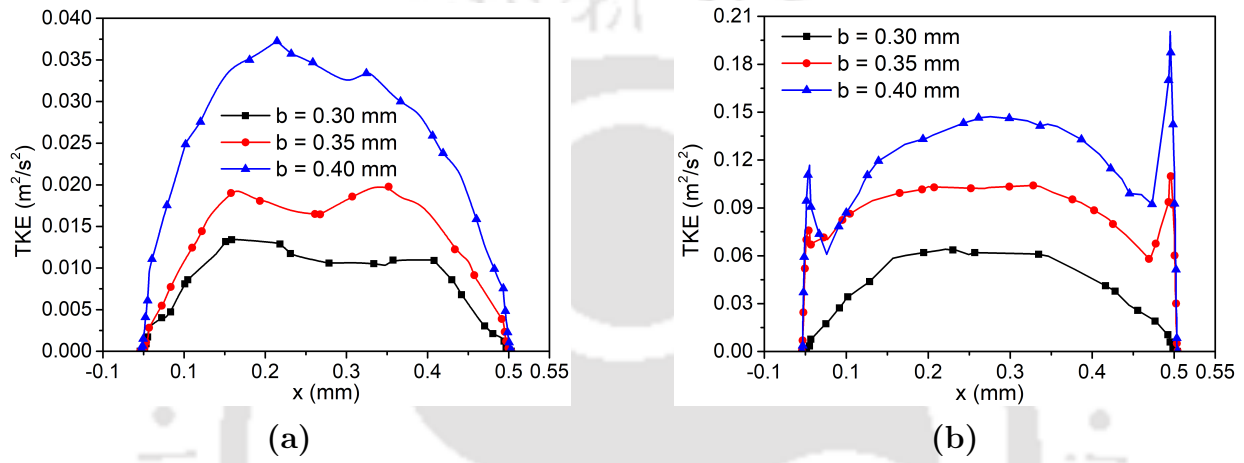 0.040
0.035
0.030
0.025
0.020
0.015
0.010
0.005
0.000
TKE (m²/s²)
b = 0.30 mm
b = 0.35 mm
b = 0.40 mm
-0.1 0.1 0.2 0.3 0.4 0.5 0.55
x (mm)
(a)
0.21
0.18
0.15
0.12
0.09
0.06
0.03
0.00
TKE (m²/s²)
b = 0.30 mm
b = 0.35 mm
b = 0.40 mm
-0.1 0.1 0.2 0.3 0.4 0.5 0.55
x (mm)
(b)